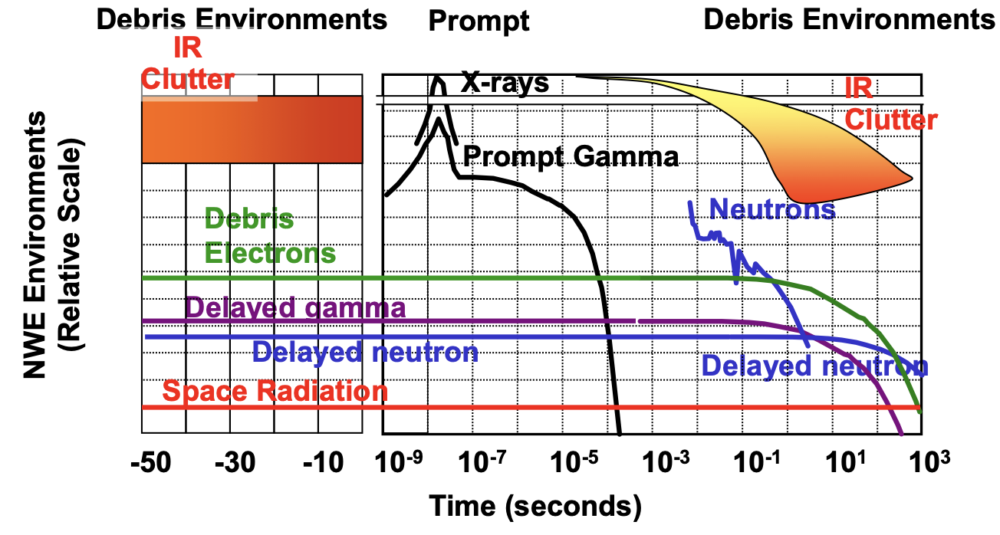 Debris Environments
Prompt
Debris Environments
IR
Clutter
X-rays
IR
Clutter
Prompt Gamma
Neutrons
Debris
Electrons
Delayed gamma
Delayed neutron
Delayed neutron
Space Radiation
NWE Environments
(Relative Scale)
-50 -30 -10 10⁻⁹ 10⁻⁷ 10⁻⁵ 10⁻³ 10⁻¹ 10¹ 10³
Time (seconds)